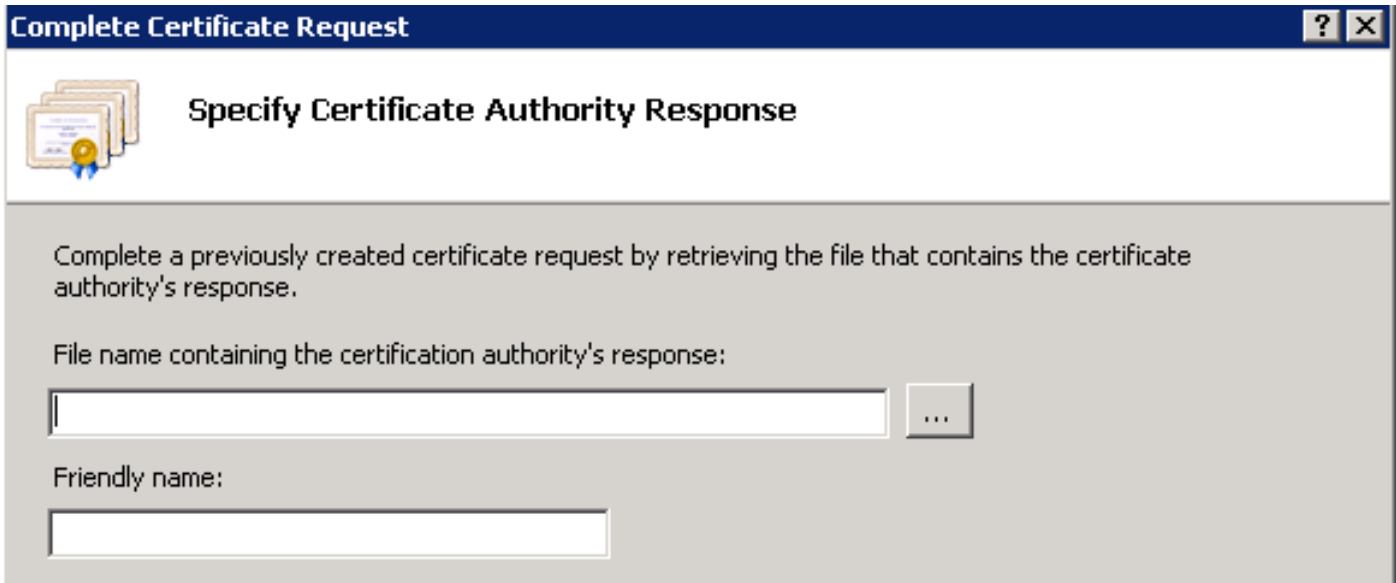 Complete Certificate Request
?
Specify Certificate Authority Response
Complete a previously created certificate request by retrieving the file that contains the certificate
authority's response.
File name containing the certification authority's response:
...
Friendly name: